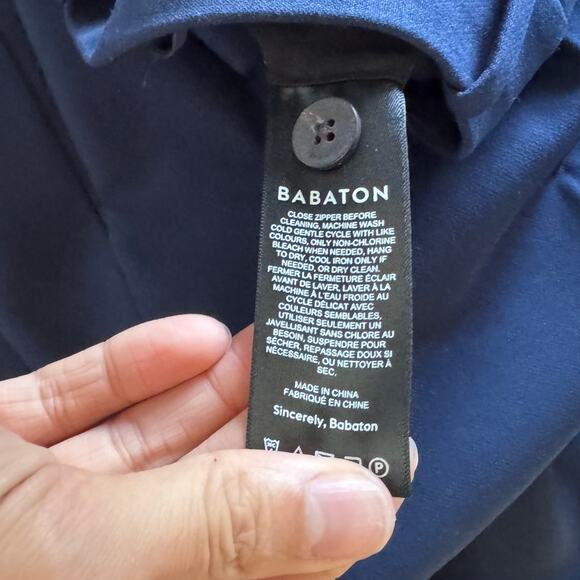 BABATON
CLOSE ZIPPER BEFORE
CLEANING, MACHINE WASH
COLD GENTLE CYCLE WITH LIKE
COLOURS, ONLY NON-CHLORINE
BLEACH WHEN NEEDED, HANG
TO DRY, COOL IRON ONLY IF
NEEDED, OR DRY CLEAN.
FERMER LA FERMETURE ÉCLAIR
AVANT DE LAVER, LAVER À LA
MACHINE À L'EAU FROIDE AU
CYCLE DÉLICAT AVEC
COULEURS SEMBLABLES,
UTILISER SEULEMENT UN
JAVELLISANT SANS CHLORE AU
BESOIN, SUSPENDRE POUR
SÉCHER, REPASSAGE DOUX SI
NÉCESSAIRE, OU NETTOYER À
SEC.
MADE IN CHINA
FABRIQUÉ EN CHINE
Sincerely, Babaton
P